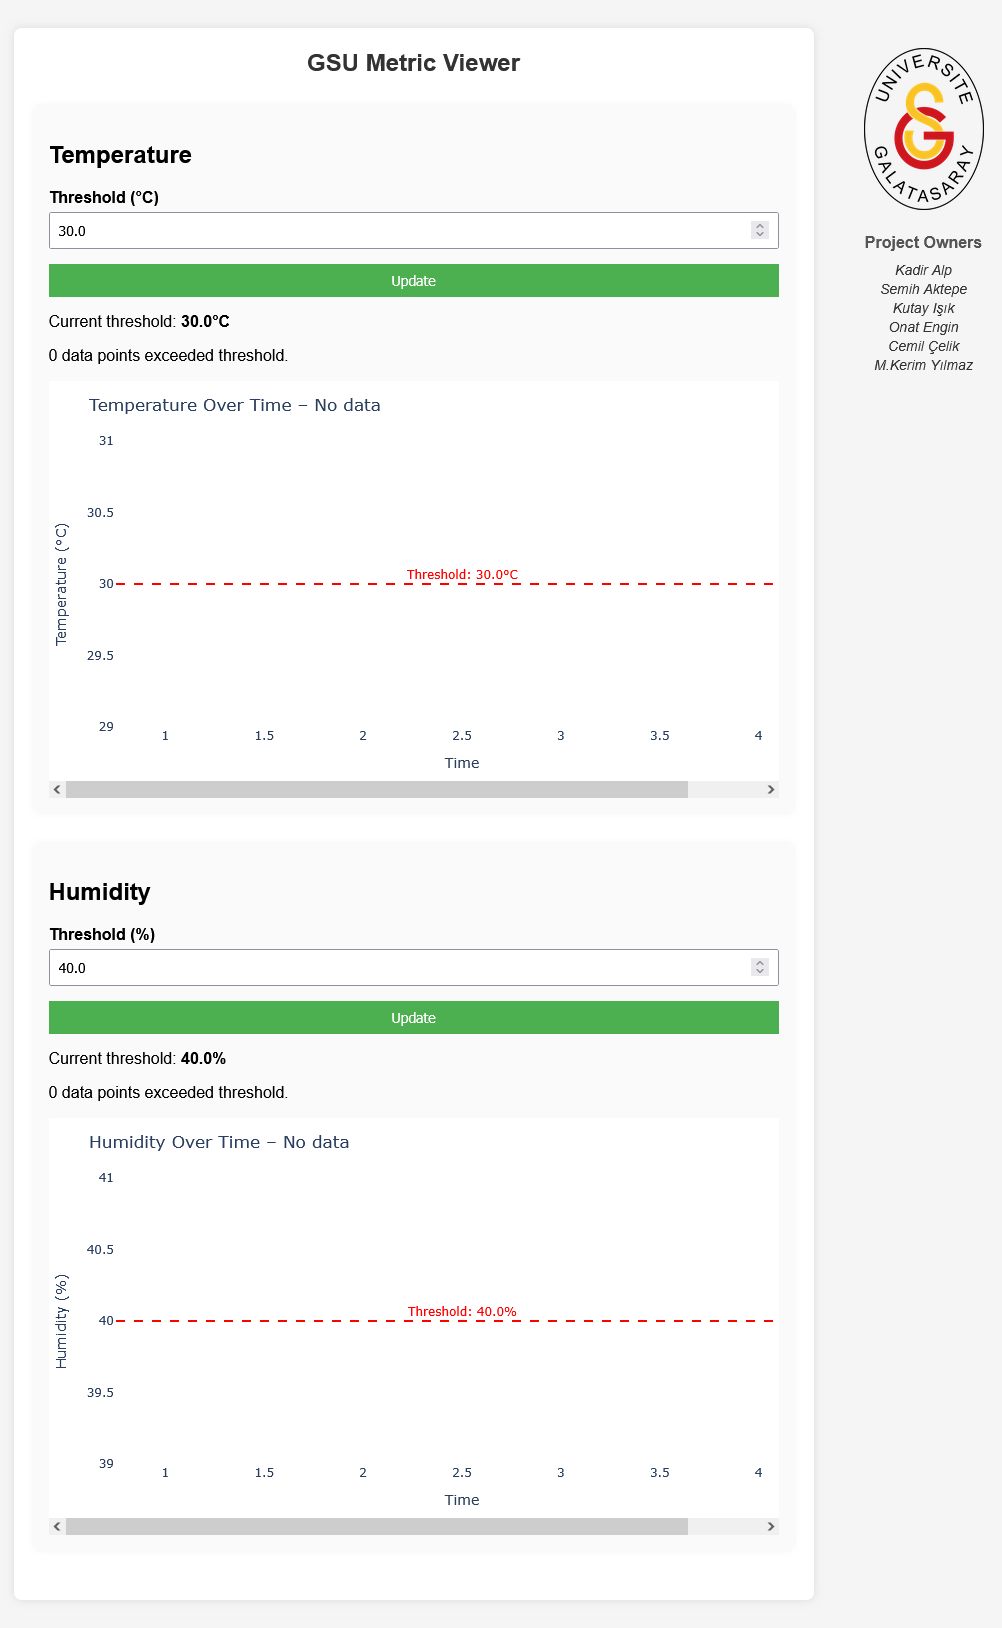 GSU Metric Viewer
Temperature
Threshold (°C)
30.0
Update
Current threshold: 30.0°C
0 data points exceeded threshold.
Temperature Over Time – No data
31
30.5
30
29.5
29
Temperature (°C)
Threshold: 30.0°C
1 1.5 2 2.5 3 3.5 4
Time
Humidity
Threshold (%)
40.0
Update
Current threshold: 40.0%
0 data points exceeded threshold.
Humidity Over Time – No data
41
40.5
40
39.5
39
Humidity (%)
Threshold: 40.0%
1 1.5 2 2.5 3 3.5 4
Time
UNIVERSITE
GALATASARAY
Project Owners
Kadir Alp
Semih Aktepe
Kutay Işık
Onat Engin
Cemil Çelik
M.Kerim Yılmaz